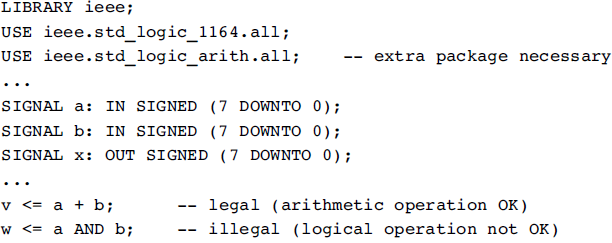 LIBRARY ieee;
USE ieee.std_logic_1164.all;
USE ieee.std_logic_arith.all;    -- extra package necessary
...
SIGNAL a: IN SIGNED (7 DOWNTO 0);
SIGNAL b: IN SIGNED (7 DOWNTO 0);
SIGNAL x: OUT SIGNED (7 DOWNTO 0);
...
v <= a + b;      -- legal (arithmetic operation OK)
w <= a AND b;    -- illegal (logical operation not OK)